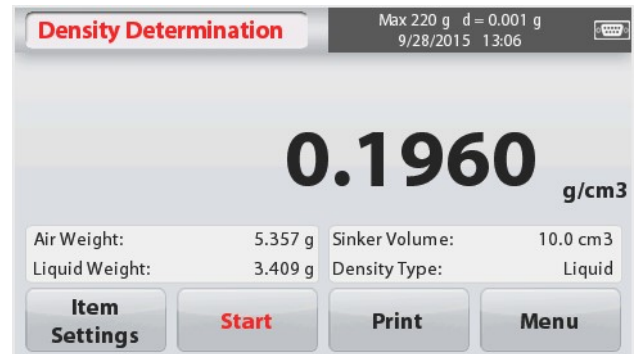 Density Determination
Max 220 g d = 0.001 g
9/28/2015 13:06
0.1960 g/cm3
Air Weight: 5.357 g
Liquid Weight: 3.409 g
Sinker Volume: 10.0 cm3
Density Type: Liquid
Item
Settings
Start
Print
Menu